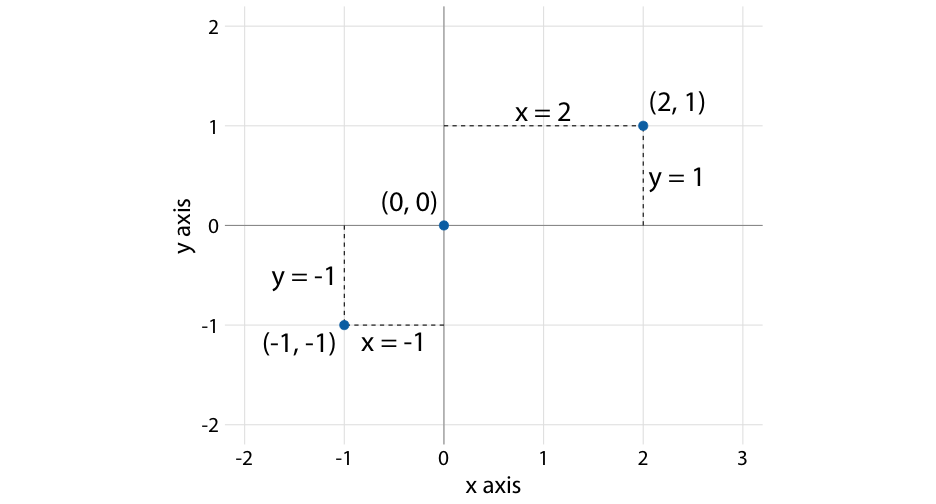 2
(2, 1)
x = 2
1
y = 1
(0, 0)
y axis
0
y = -1
-1
(-1, -1)
x = -1
-2
-2 -1 0 1 2 3
x axis